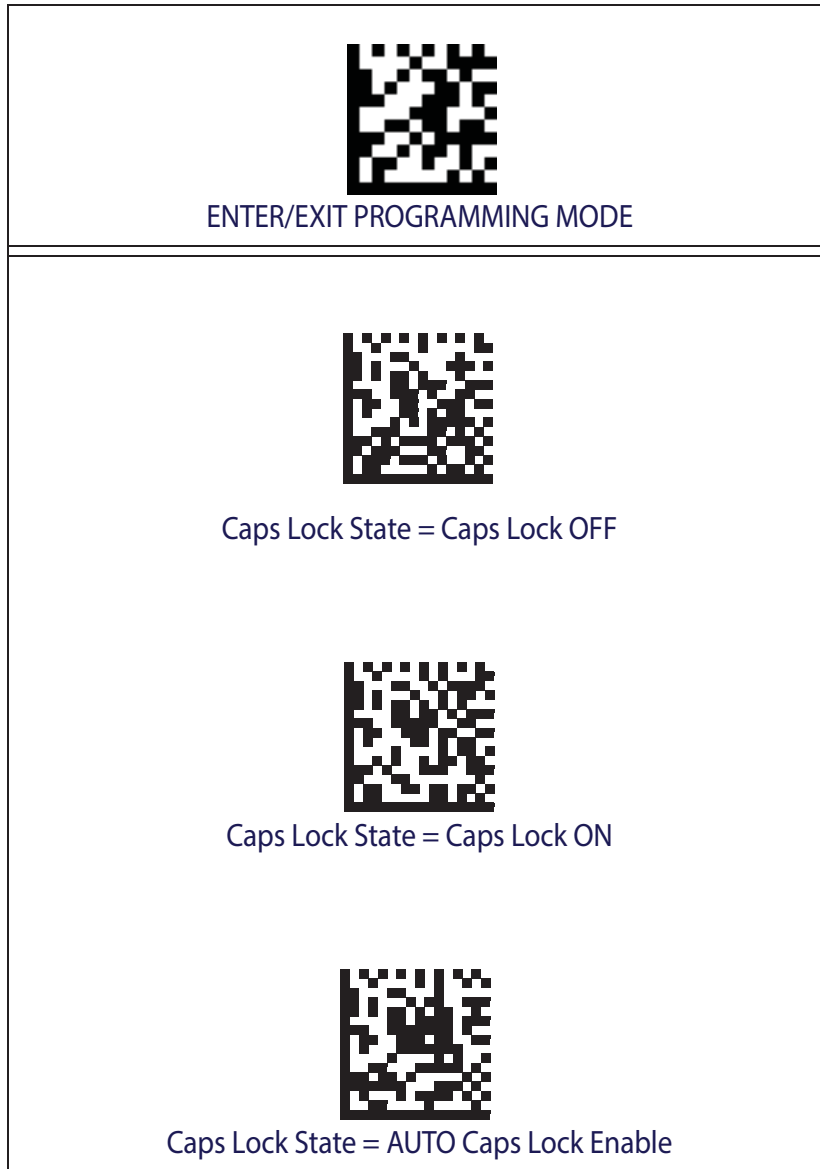 ENTER/EXIT PROGRAMMING MODE
Caps Lock State = Caps Lock OFF
Caps Lock State = Caps Lock ON
Caps Lock State = AUTO Caps Lock Enable